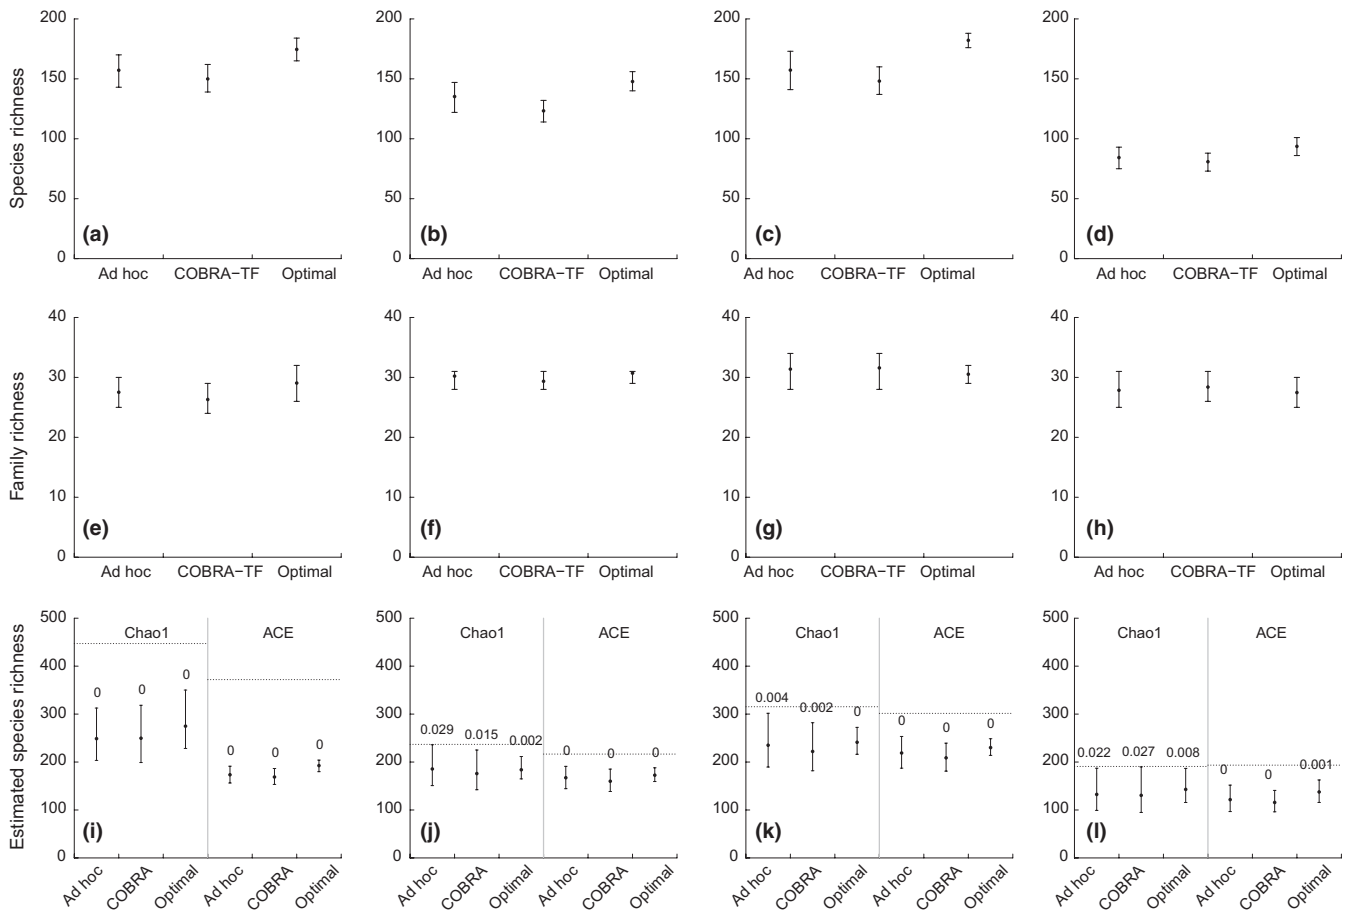 Species richness
200
150
100
50
0
(a)
Ad hoc COBRA−TF Optimal
200
150
100
50
0
(b)
Ad hoc COBRA−TF Optimal
200
150
100
50
0
(c)
Ad hoc COBRA−TF Optimal
200
150
100
50
0
(d)
Ad hoc COBRA−TF Optimal
Family richness
40
30
20
10
0
(e)
Ad hoc COBRA−TF Optimal
40
30
20
10
0
(f)
Ad hoc COBRA−TF Optimal
40
30
20
10
0
(g)
Ad hoc COBRA−TF Optimal
40
30
20
10
0
(h)
Ad hoc COBRA−TF Optimal
Estimated species richness
500
400
300
200
100
0
Chao1 ACE
0 0 0 0 0 0
(i)
Ad hoc COBRA Optimal Ad hoc COBRA Optimal
500
400
300
200
100
0
Chao1 ACE
0.029 0.015 0.002 0 0 0
(j)
Ad hoc COBRA Optimal Ad hoc COBRA Optimal
500
400
300
200
100
0
Chao1 ACE
0.004 0.002 0 0 0 0
(k)
Ad hoc COBRA Optimal Ad hoc COBRA Optimal
500
400
300
200
100
0
Chao1 ACE
0.022 0.027 0.008 0 0 0.001
(l)
Ad hoc COBRA Optimal Ad hoc COBRA Optimal